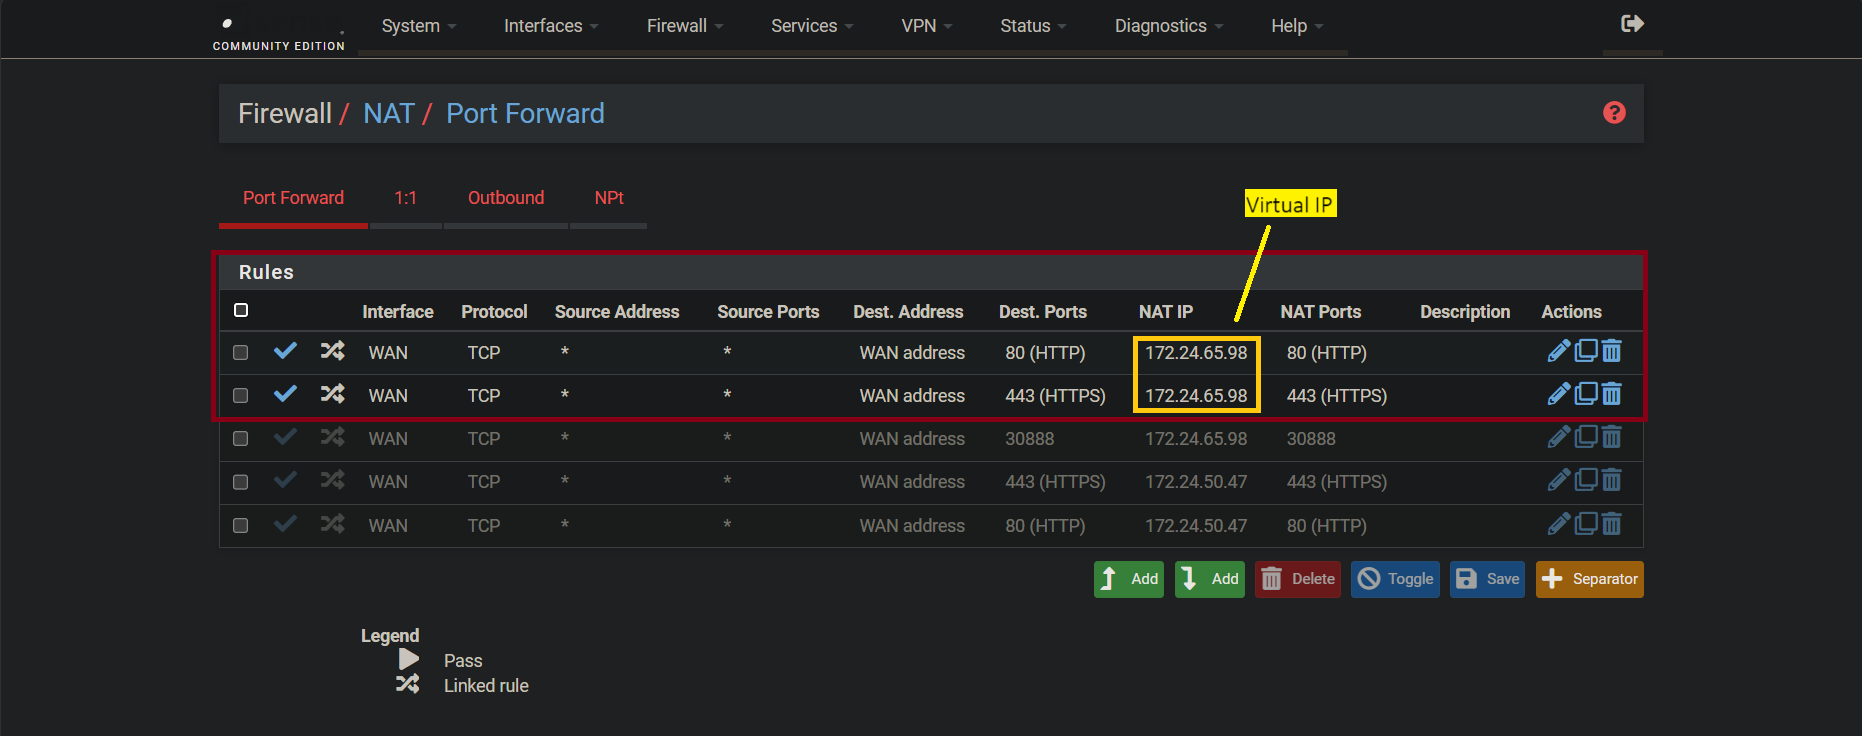 COMMUNITY EDITION
System Interfaces Firewall Services VPN Status Diagnostics Help
Firewall / NAT / Port Forward
Port Forward 1:1 Outbound NPt
Virtual IP
Rules
Interface Protocol Source Address Source Ports Dest. Address Dest. Ports NAT IP NAT Ports Description Actions
WAN TCP * * WAN address 80 (HTTP) 172.24.65.98 80 (HTTP)
WAN TCP * * WAN address 443 (HTTPS) 172.24.65.98 443 (HTTPS)
WAN TCP * * WAN address 30888 172.24.65.98 30888
WAN TCP * * WAN address 443 (HTTPS) 172.24.50.47 443 (HTTPS)
WAN TCP * * WAN address 80 (HTTP) 172.24.50.47 80 (HTTP)
Add Add Delete Toggle Save Separator
Legend
Pass
Linked rule